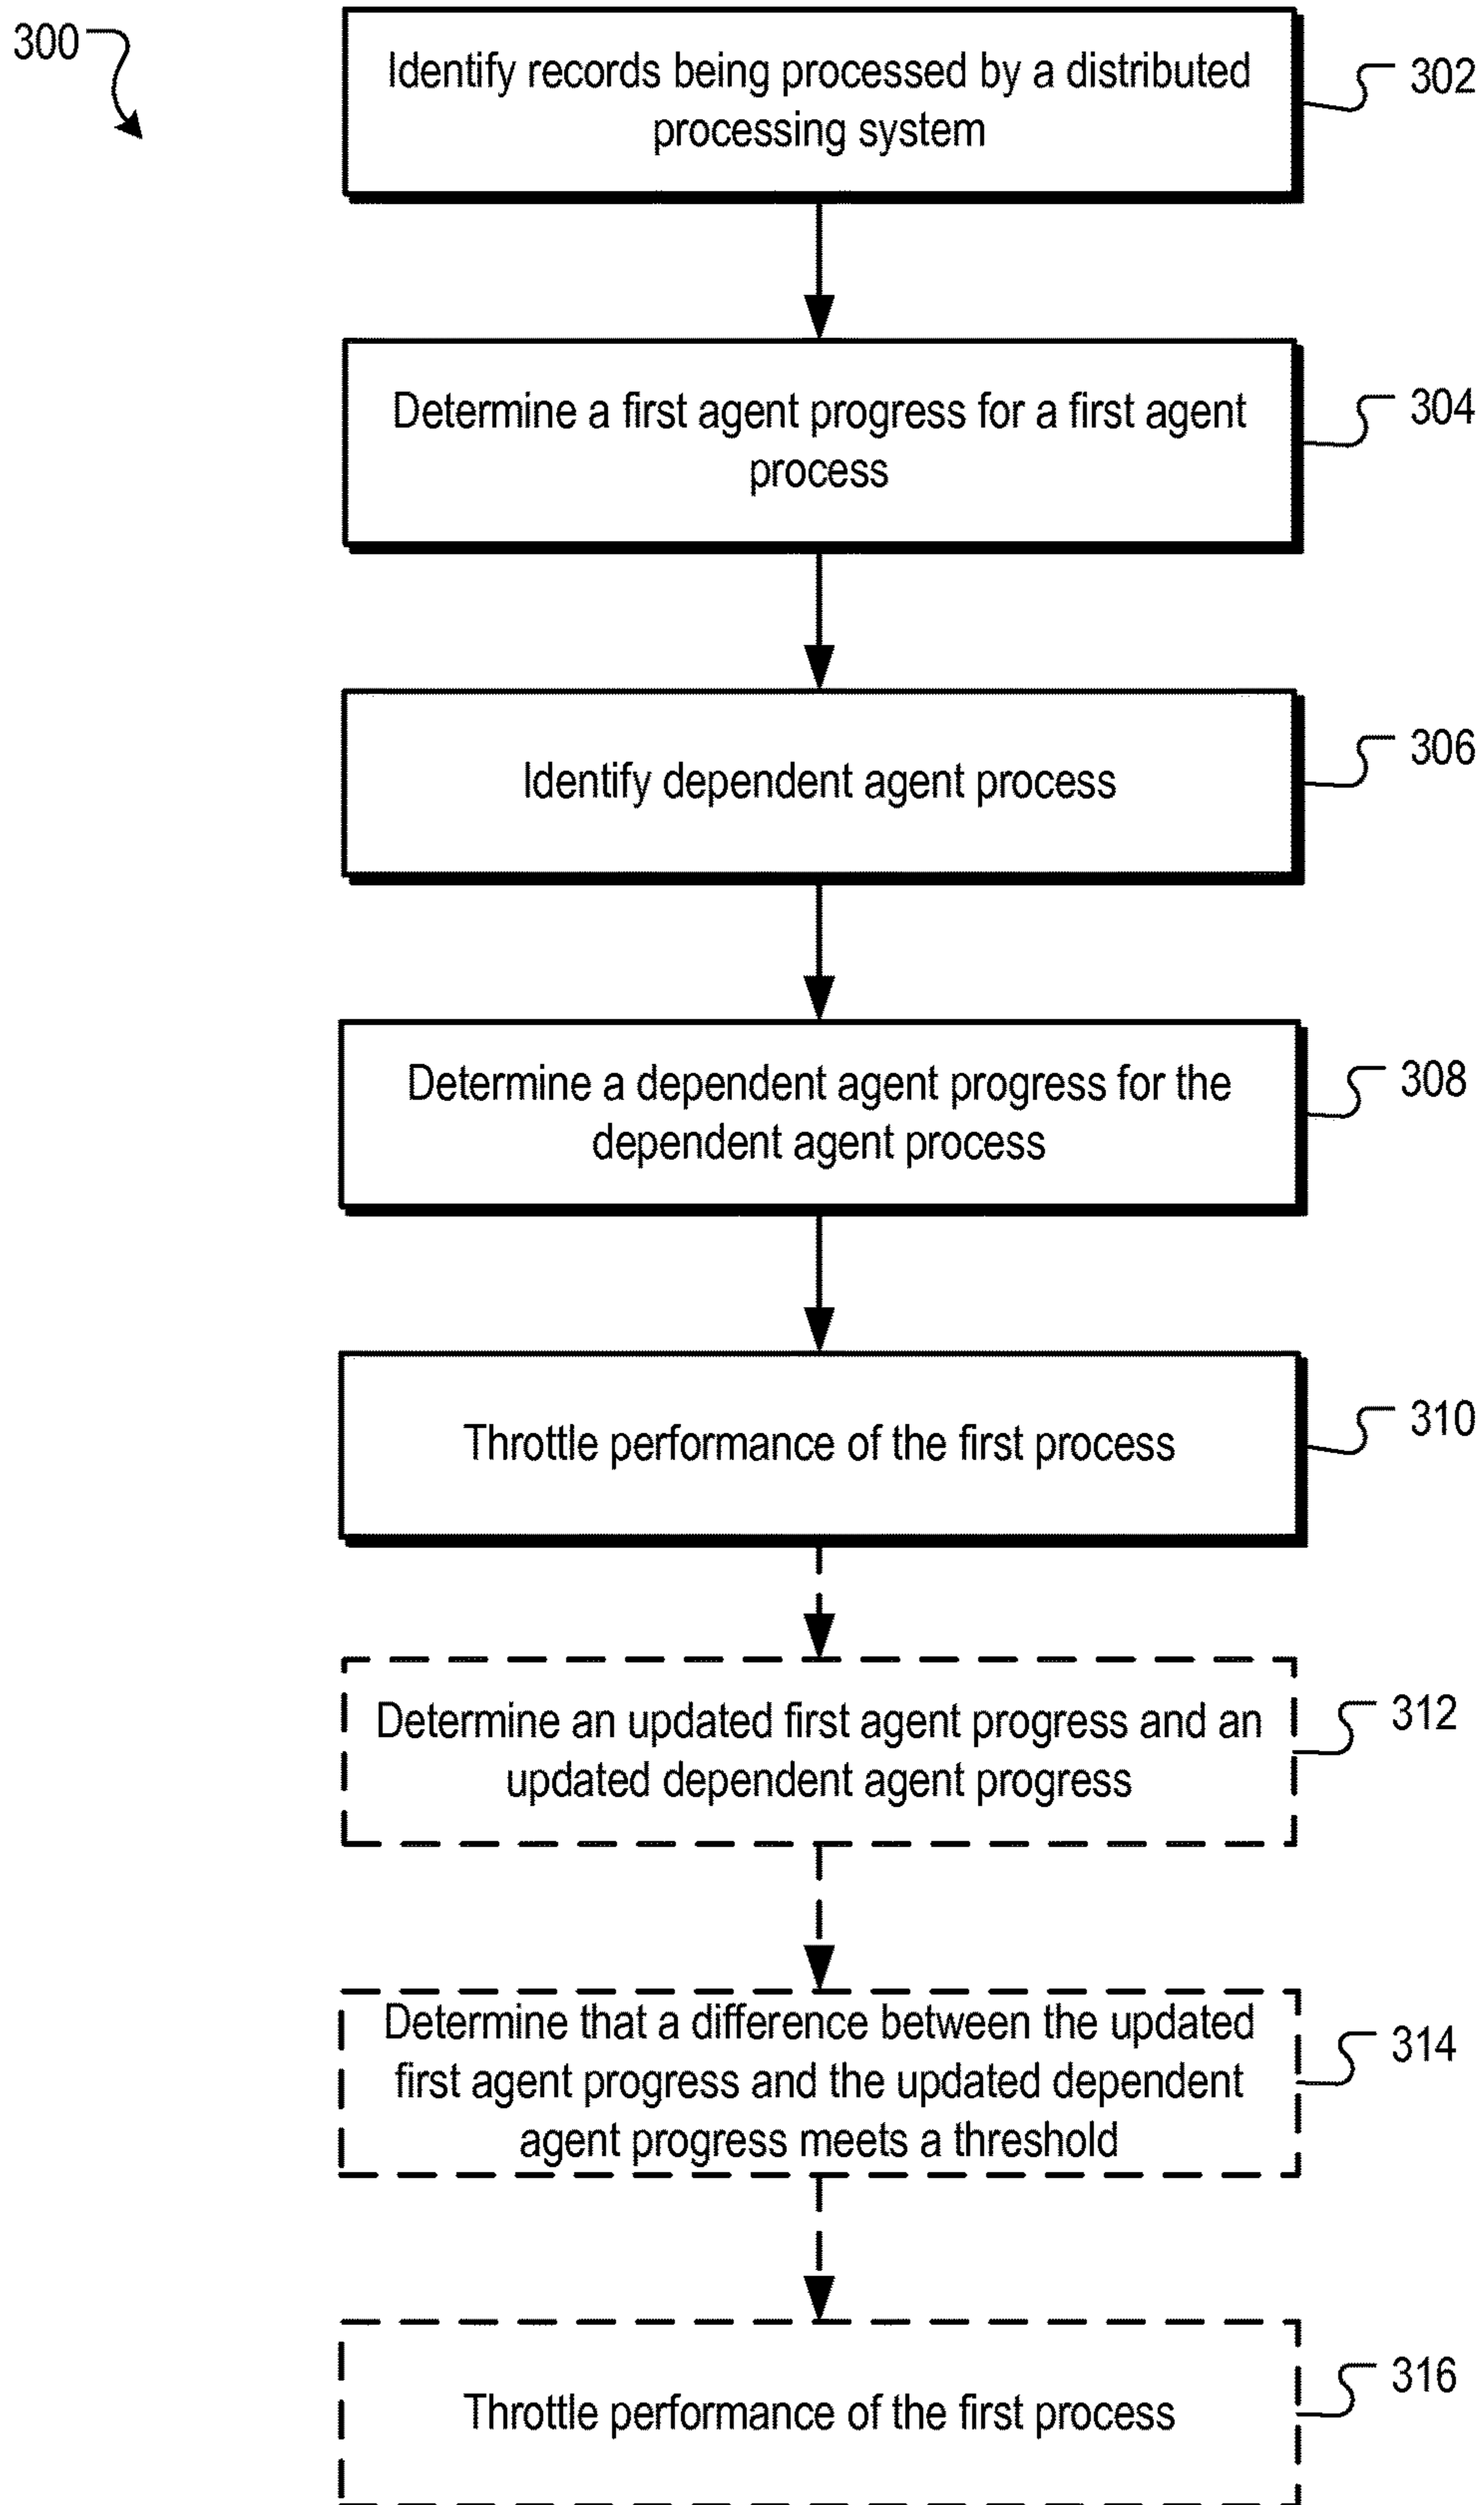 300
Identify records being processed by a distributed
processing system
302
Determine a first agent progress for a first agent
process
304
Identify dependent agent process
306
Determine a dependent agent progress for the
dependent agent process
308
Throttle performance of the first process
310
Determine an updated first agent progress and an
updated dependent agent progress
312
Determine that a difference between the updated
first agent progress and the updated dependent
agent progress meets a threshold
314
Throttle performance of the first process
316